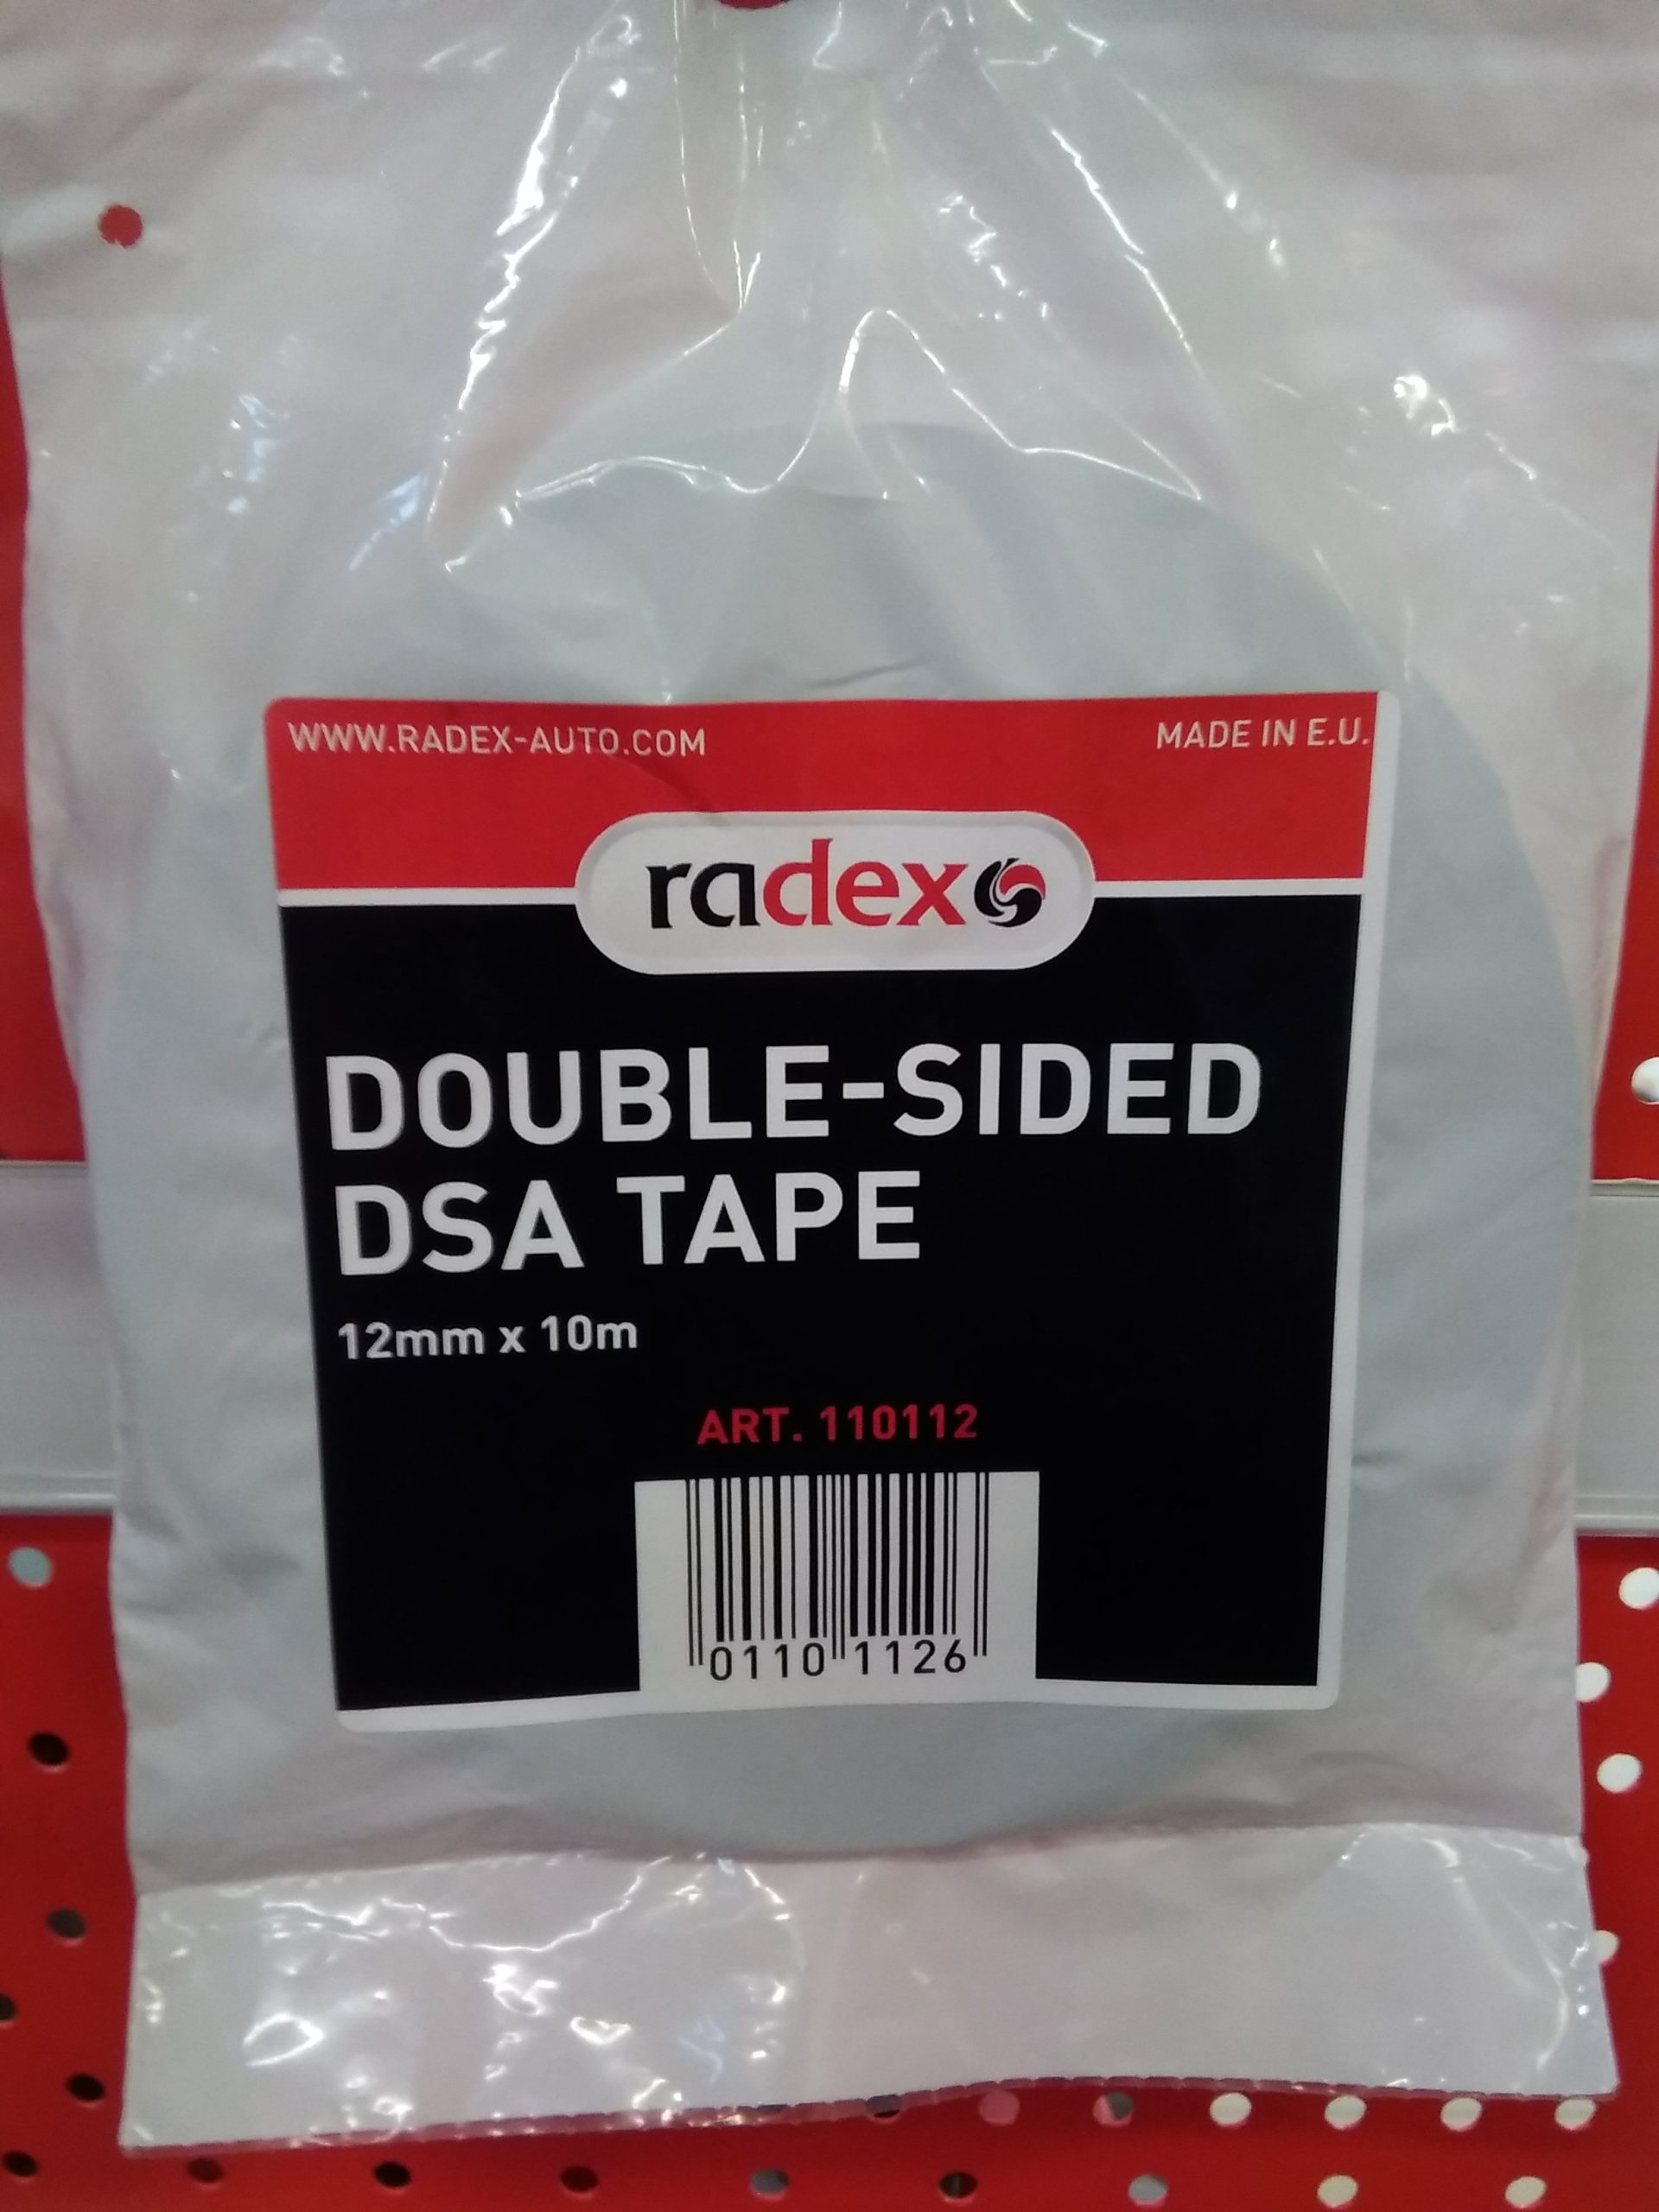 WWW.RADEX-AUTO.COM
MADE IN E.U.
radex
DOUBLE-SIDED
DSA TAPE
12mm x 10m
ART. 110112
0110 1126